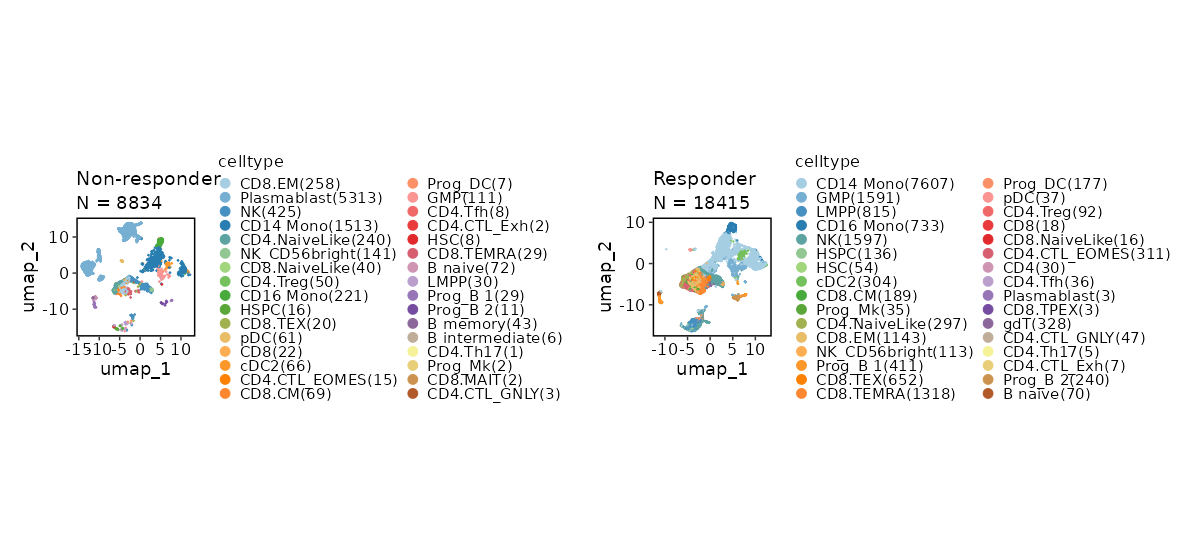 Non-responder
N = 8834
umap_2
10
0
-10
-15
-10
-5
0
5
10
umap_1
celltype
CD8.EM(258)
Plasmablast(5313)
NK(425)
CD14 Mono(1513)
CD4.NaiveLike(240)
NK_CD56bright(141)
CD8.NaiveLike(40)
CD4.Treg(50)
CD16 Mono(221)
HSPC(16)
CD8.TEX(20)
pDC(61)
CD8(22)
cDC2(66)
CD4.CTL_EOMES(15)
CD8.CM(69)
Prog_DC(7)
GMP(111)
CD4.Tfh(8)
CD4.CTL_Exh(2)
HSC(8)
CD8.TEMRA(29)
B naive(72)
LMPP(30)
Prog_B 1(29)
Prog_B 2(11)
B memory(43)
B intermediate(6)
CD4.Th17(1)
Prog_Mk(2)
CD8.MAIT(2)
CD4.CTL_GNLY(3)
Responder
N = 18415
umap_2
10
0
-10
-10
-5
0
5
10
umap_1
celltype
CD14 Mono(7607)
GMP(1591)
LMPP(815)
CD16 Mono(733)
NK(1597)
HSPC(136)
HSC(54)
cDC2(304)
CD8.CM(189)
Prog_Mk(35)
CD4.NaiveLike(297)
CD8.EM(1143)
NK_CD56bright(113)
Prog_B 1(411)
CD8.TEX(652)
CD8.TEMRA(1318)
Prog_DC(177)
pDC(37)
CD4.Treg(92)
CD8(18)
CD8.NaiveLike(16)
CD4.CTL_EOMES(311)
CD4(30)
CD4.Tfh(36)
Plasmablast(3)
CD8.TPEX(3)
gdT(328)
CD4.CTL_GNLY(47)
CD4.Th17(5)
CD4.CTL_Exh(7)
Prog_B 2(240)
B naive(70)